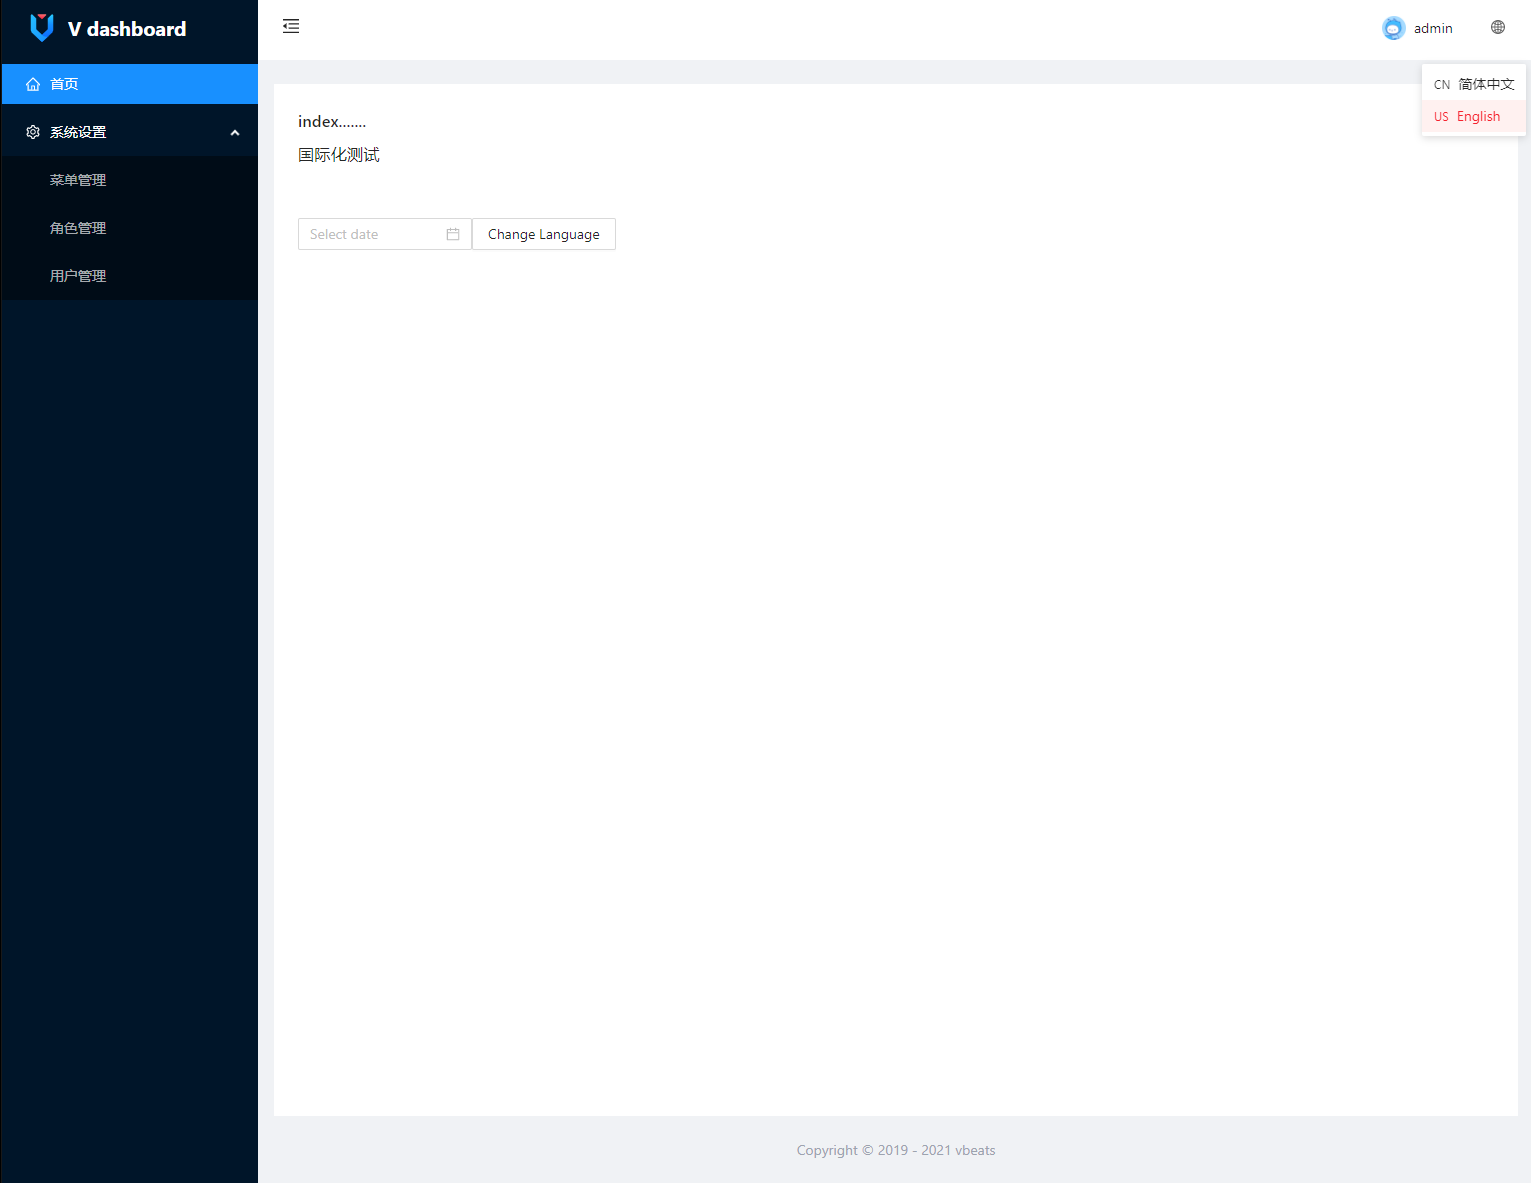 V dashboard
首页
系统设置
菜单管理
角色管理
用户管理
admin
CN 简体中文
US English
index.......
国际化测试
Select date
Change Language
Copyright © 2019 - 2021 vbeats